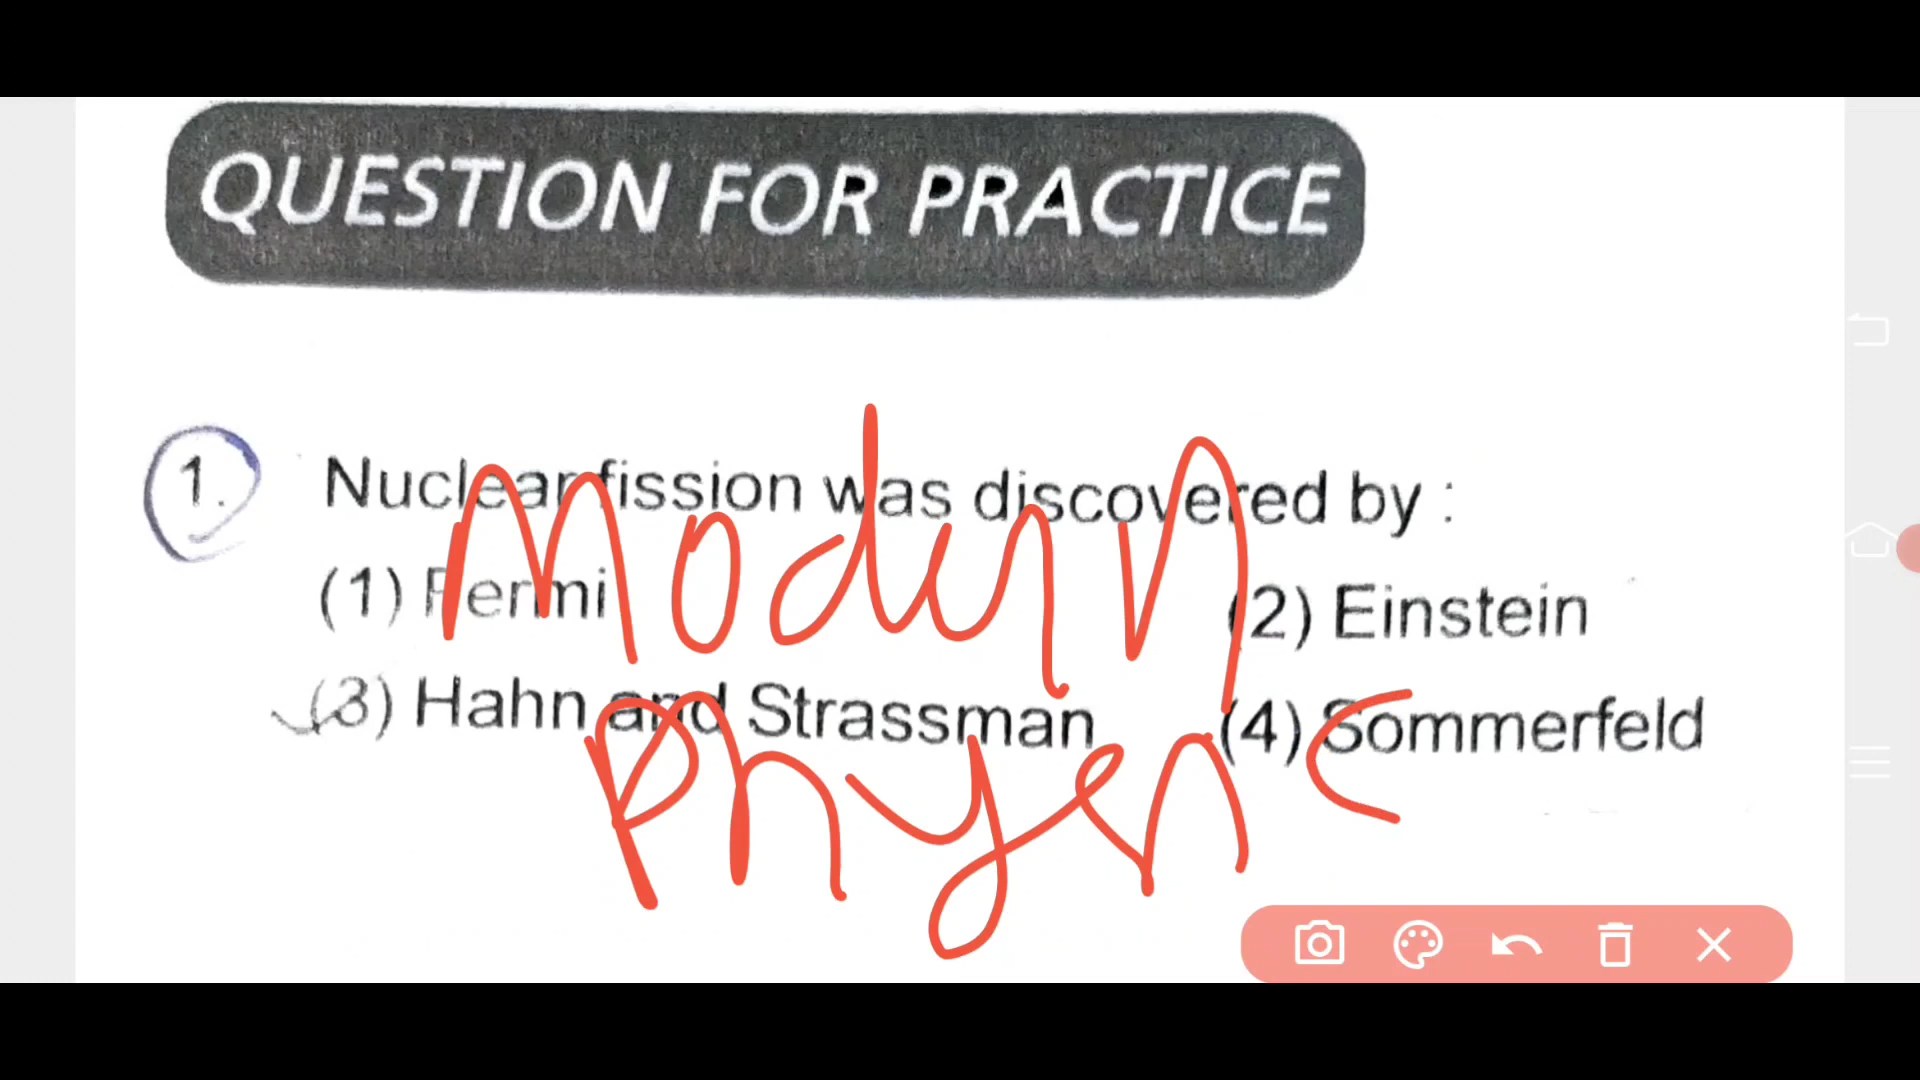 QUESTION FOR PRACTICE
1. Nuclear fission was discovered by :
(1) Fermi (2) Einstein
(3) Hahn and Strassman (4) Sommerfeld
Modern